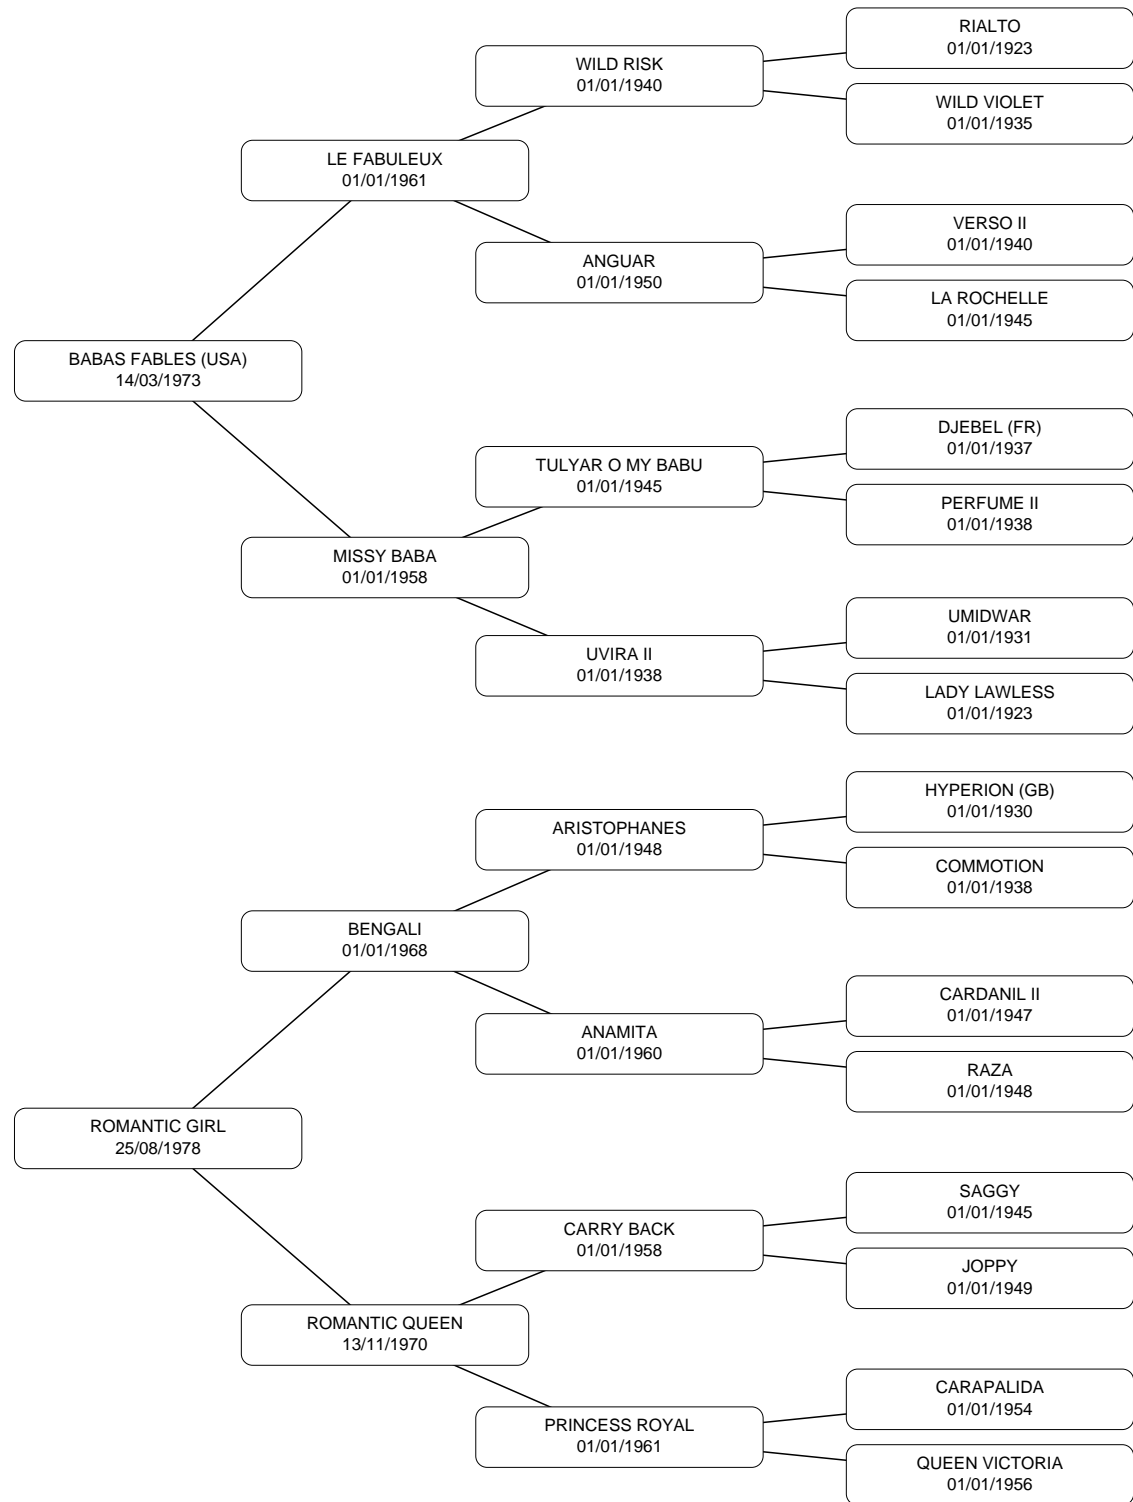 RIALTO
01/01/1923
WILD RISK
01/01/1940
WILD VIOLET
01/01/1935
LE FABULEUX
01/01/1961
VERSO II
01/01/1940
ANGUAR
01/01/1950
LA ROCHELLE
01/01/1945
BABAS FABLES (USA)
14/03/1973
DJEBEL (FR)
01/01/1937
TULYAR O MY BABU
01/01/1945
PERFUME II
01/01/1938
MISSY BABA
01/01/1958
UMIDWAR
01/01/1931
UVIRA II
01/01/1938
LADY LAWLESS
01/01/1923
HYPERION (GB)
01/01/1930
ARISTOPHANES
01/01/1948
COMMOTION
01/01/1938
BENGALI
01/01/1968
CARDANIL II
01/01/1947
ANAMITA
01/01/1960
RAZA
01/01/1948
ROMANTIC GIRL
25/08/1978
SAGGY
01/01/1945
CARRY BACK
01/01/1958
JOPPY
01/01/1949
ROMANTIC QUEEN
13/11/1970
CARAPALIDA
01/01/1954
PRINCESS ROYAL
01/01/1961
QUEEN VICTORIA
01/01/1956